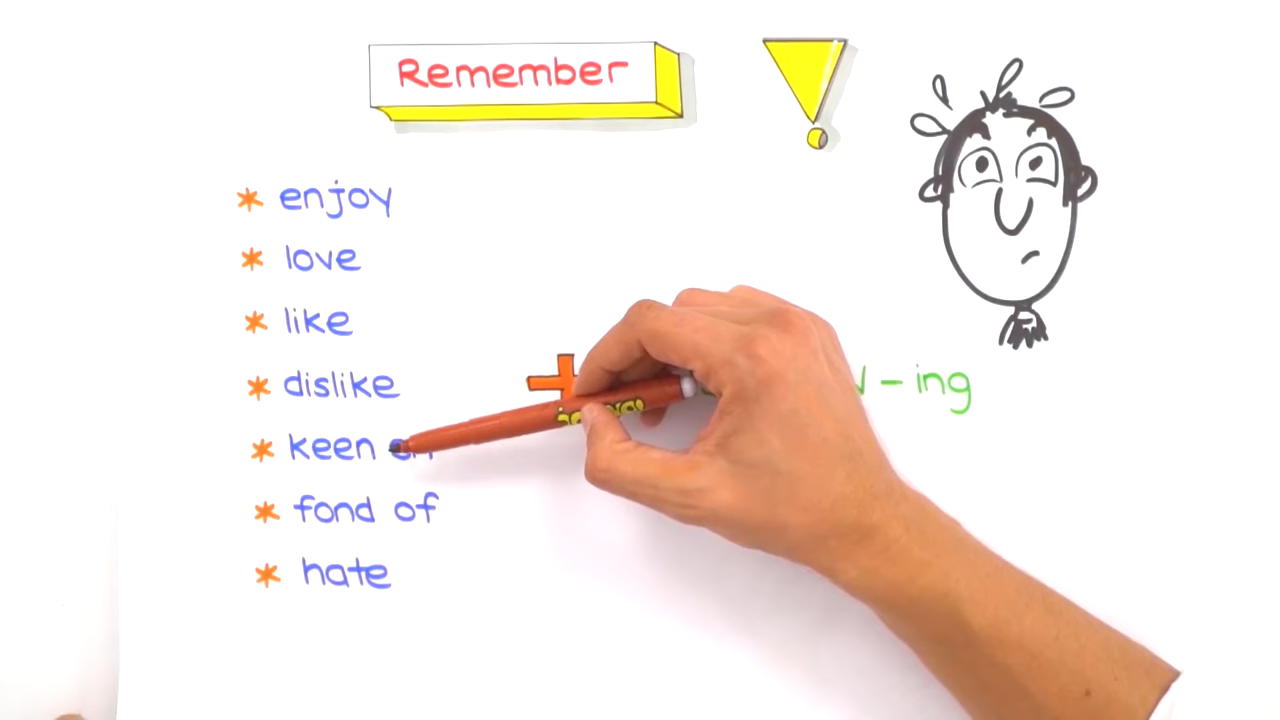 Remember
enjoy
love
like
dislike
- ing
keen
fond of
hate